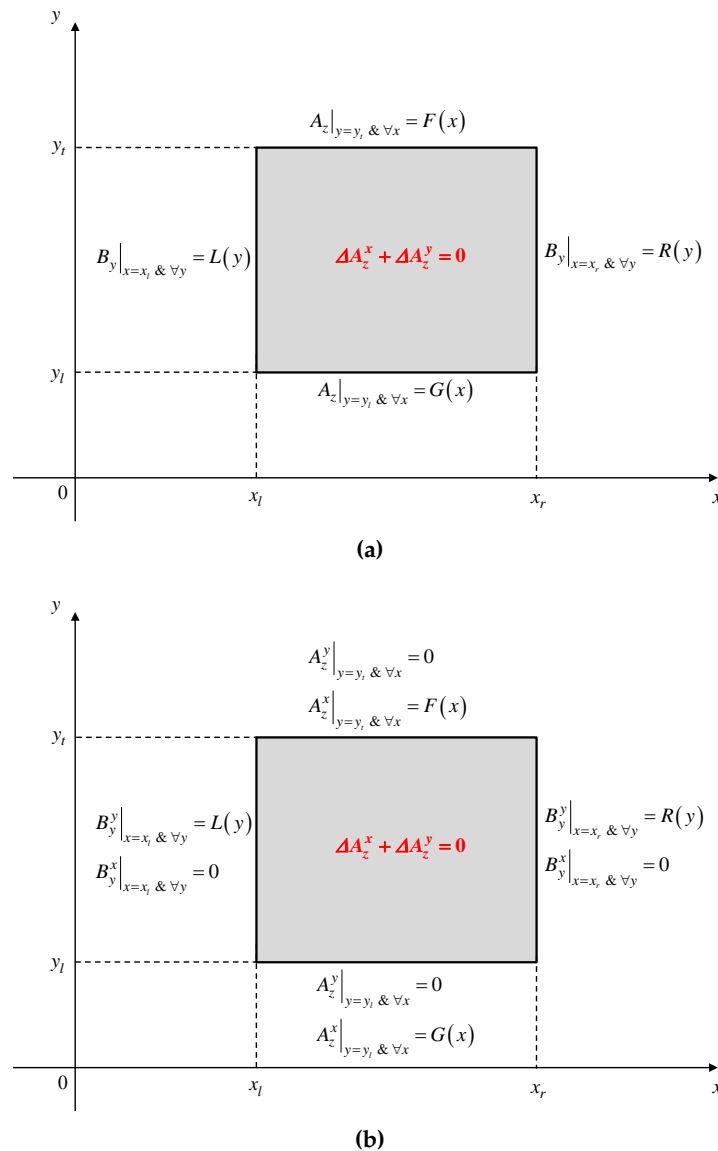 y
A_z|_{y=y_t & ∀x} = F(x)
y_t
B_y|_{x=x_l & ∀y} = L(y)
ΔA_z^x + ΔA_z^y = 0
B_y|_{x=x_r & ∀y} = R(y)
y_l
A_z|_{y=y_l & ∀x} = G(x)
0
x_l
x_r
x
(a)
y
A_z^y|_{y=y_t & ∀x} = 0
A_z^x|_{y=y_t & ∀x} = F(x)
y_t
B_y^y|_{x=x_l & ∀y} = L(y)
B_y^x|_{x=x_l & ∀y} = 0
ΔA_z^x + ΔA_z^y = 0
B_y^y|_{x=x_r & ∀y} = R(y)
B_y^x|_{x=x_r & ∀y} = 0
y_l
A_z^y|_{y=y_l & ∀x} = 0
A_z^x|_{y=y_l & ∀x} = G(x)
0
x_l
x_r
x
(b)